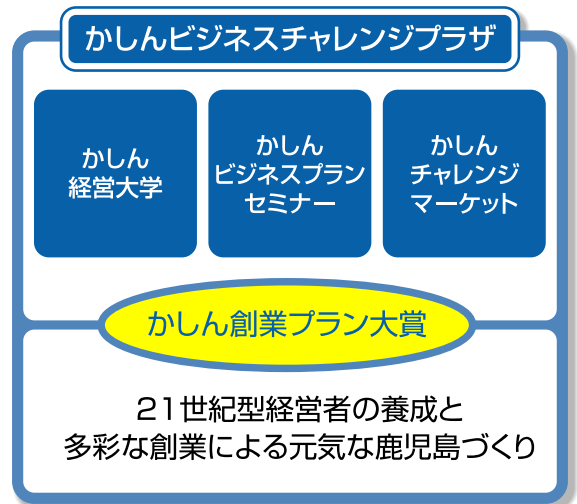 かしんビジネスチャレンジプラザ
かしん
経営大学
かしん
ビジネスプラン
セミナー
かしん
チャレンジ
マーケット
かしん創業プラン大賞
21世紀型経営者の養成と
多彩な創業による元気な鹿児島づくり